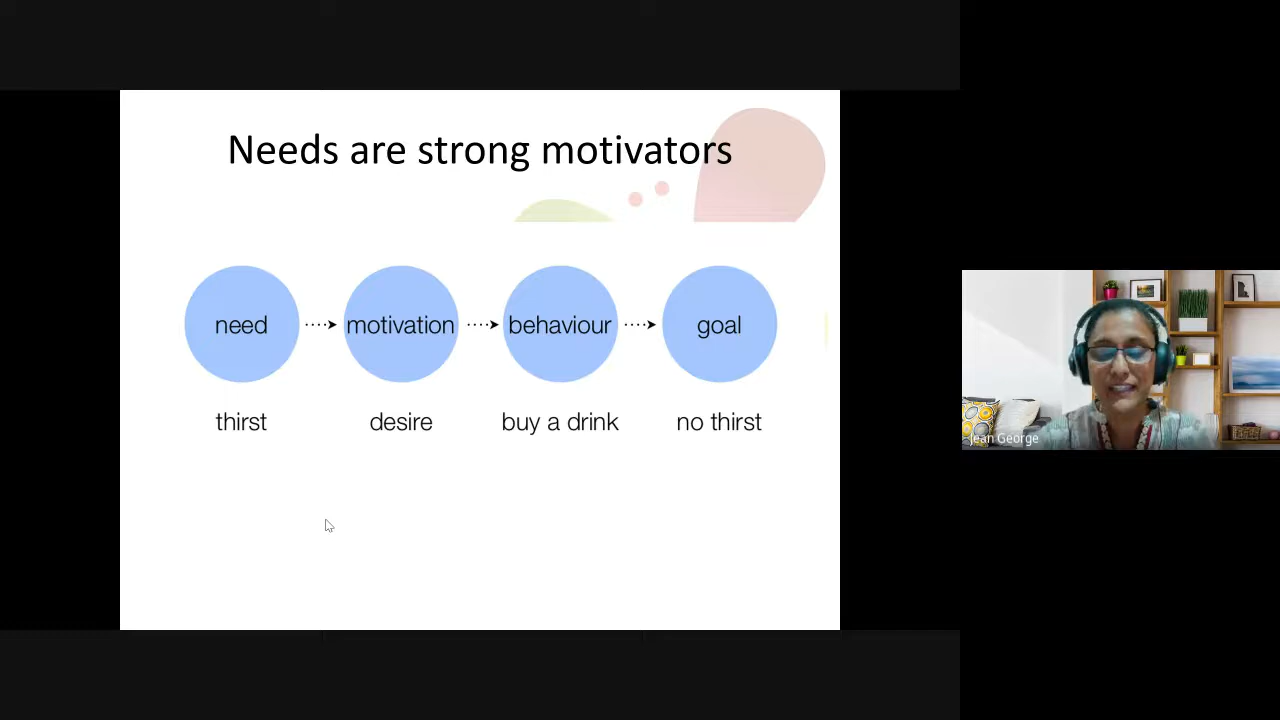 Needs are strong motivators
need motivation behaviour goal
thirst desire buy a drink no thirst
Jean George